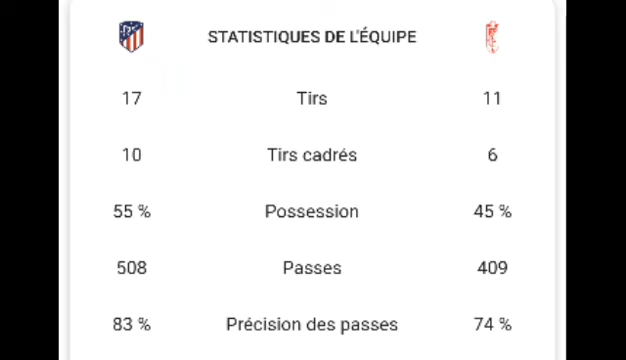 STATISTIQUES DE L'ÉQUIPE
17 Tirs 11
10 Tirs cadrés 6
55 % Possession 45 %
508 Passes 409
83 % Précision des passes 74 %